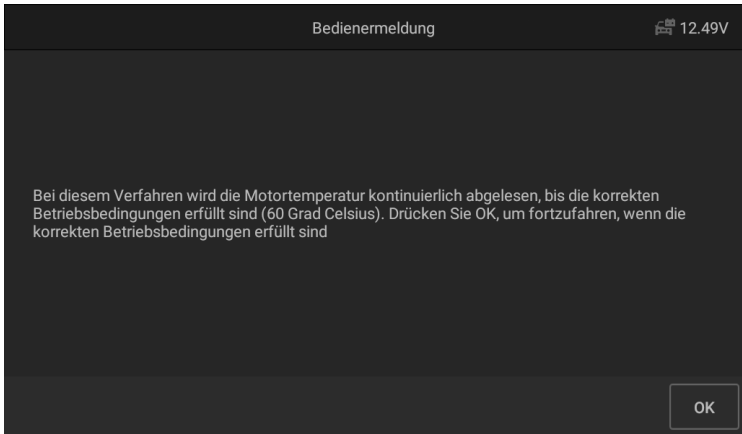 Bedienermeldung
12.49V
Bei diesem Verfahren wird die Motortemperatur kontinuierlich abgelesen, bis die korrekten
Betriebsbedingungen erfüllt sind (60 Grad Celsius). Drücken Sie OK, um fortzufahren, wenn die
korrekten Betriebsbedingungen erfüllt sind
OK